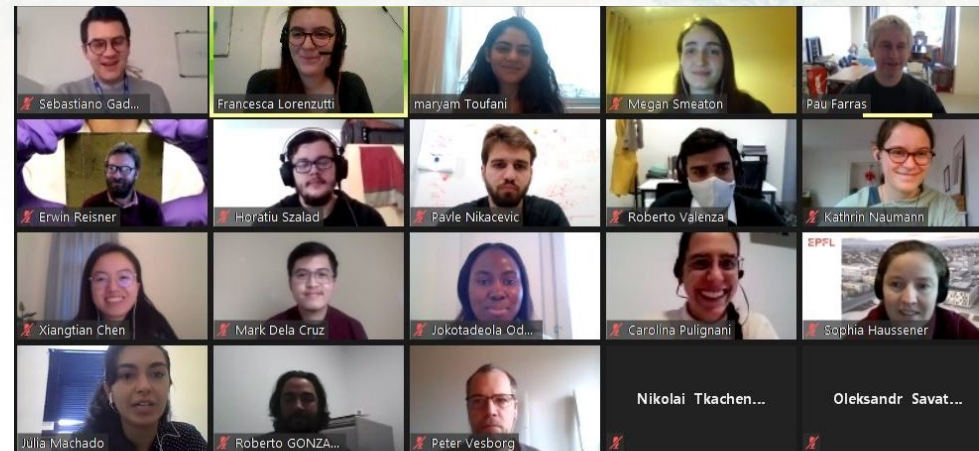 Sebastiano Gad...
Francesca Lorenzutti
maryam Toufani
Megan Smeaton
Pau Farras
Erwin Reisner
Horatiu Szalad
Pavle Nikacevic
Roberto Valenza
Kathrin Naumann
Xiangtian Chen
Mark Dela Cruz
Jokotadeola Od...
Carolina Pulignani
EPFL
Sophia Haussener
Júlia Machado
Roberto GONZA...
Peter Vesborg
Nikolai Tkachen...
Oleksandr Savat...